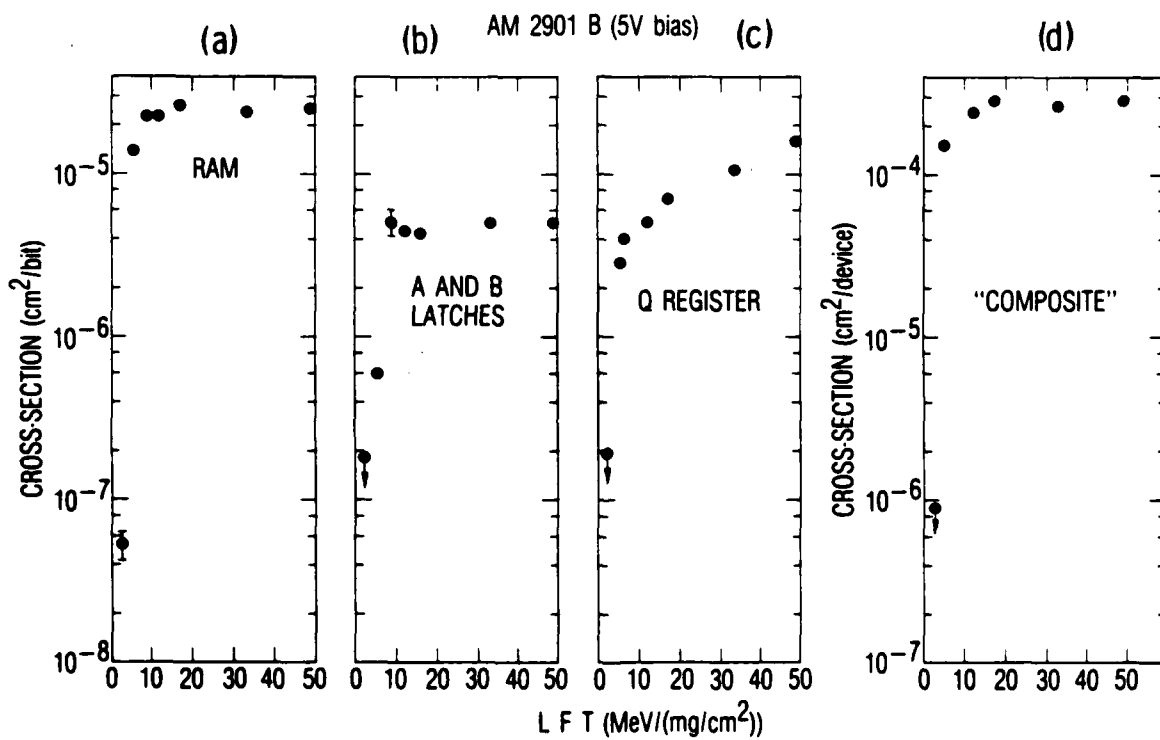 AM 2901 B (5V bias)
(a)
(b)
(c)
(d)
CROSS-SECTION (cm²/bit)
10⁻⁵
10⁻⁶
10⁻⁷
10⁻⁸
RAM
0 10 20 30 40 50
A AND B
LATCHES
0 10 20 30 40 50
Q REGISTER
0 10 20 30 40 50
CROSS-SECTION (cm²/device)
10⁻⁴
10⁻⁵
10⁻⁶
10⁻⁷
"COMPOSITE"
0 10 20 30 40 50
L F T (MeV/(mg/cm²))